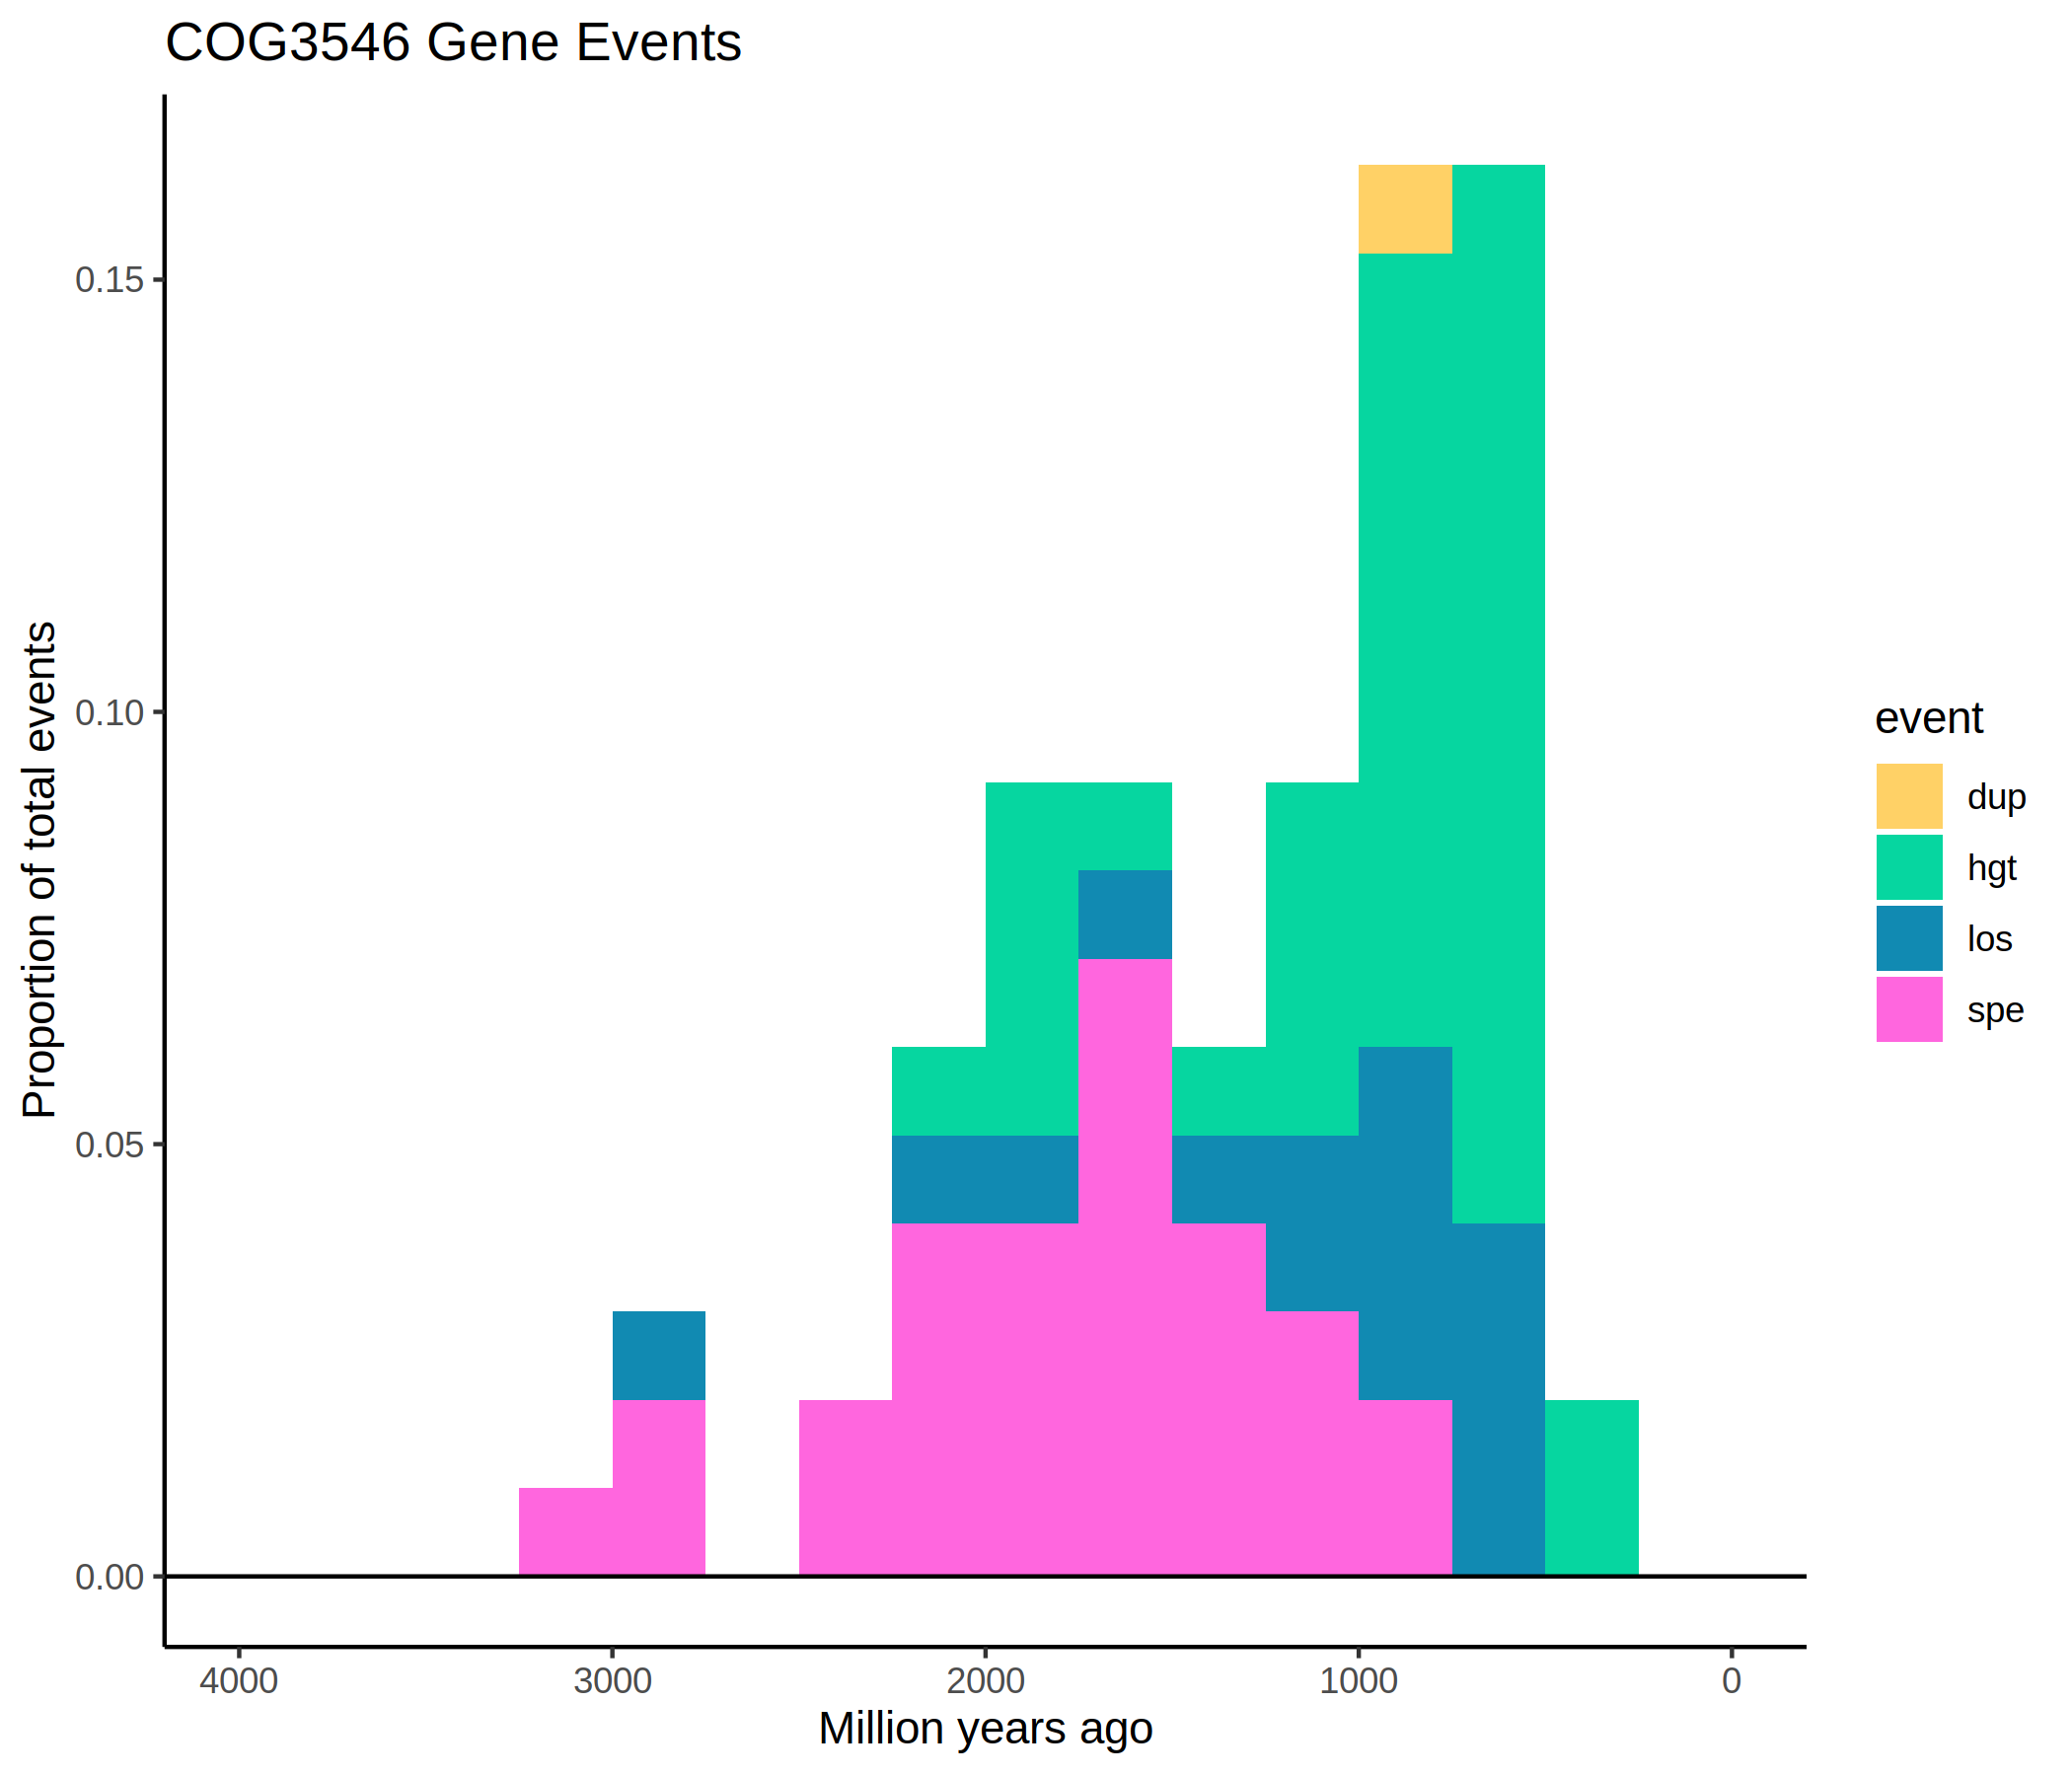 COG3546 Gene Events
Proportion of total events
0.15
0.10
0.05
0.00
4000 3000 2000 1000 0
Million years ago
event
dup
hgt
los
spe